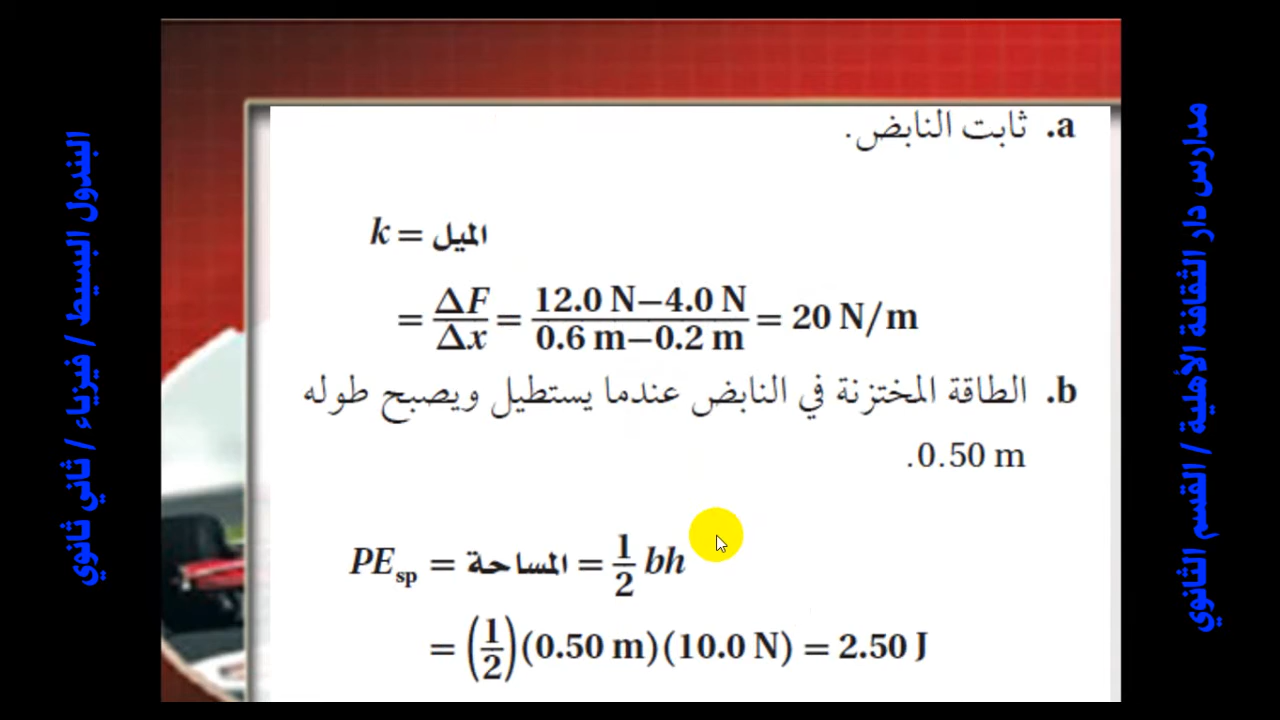 مدارس دار الثقافة الأهلية / القسم الثانوي
a. ثابت النابض.
k = الميل
= ΔF/Δx = (12.0 N−4.0 N)/(0.6 m−0.2 m) = 20 N/m
b. الطاقة المختزنة في النابض عندما يستطيل ويصبح طوله
0.50 m.
PE_sp = المساحة = 1/2 bh
= (1/2)(0.50 m)(10.0 N) = 2.50 J
البندول البسيط / فيزياء / ثاني ثانوي